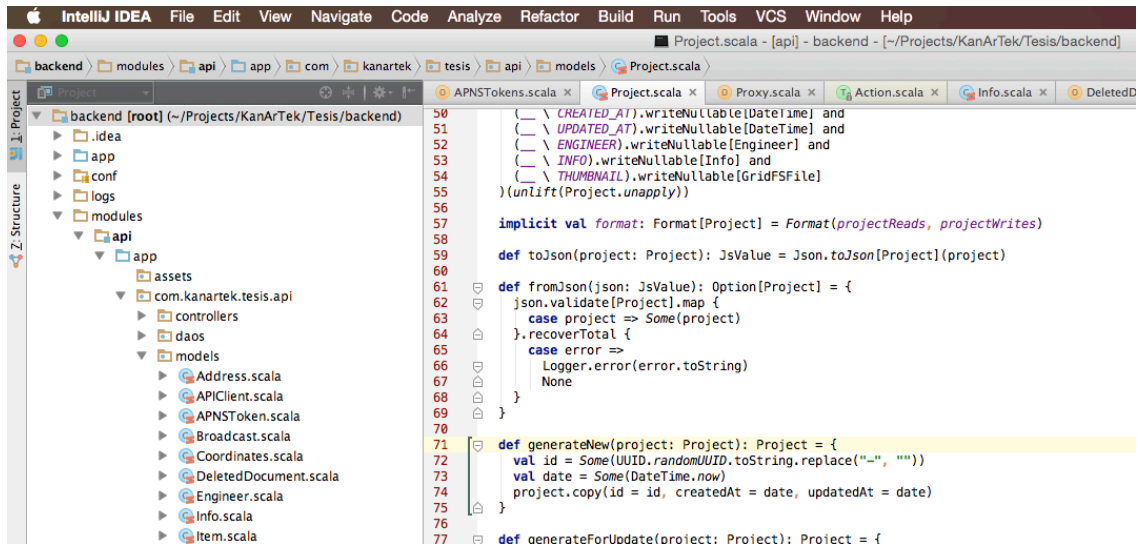 IntelliJ IDEA File Edit View Navigate Code Analyze Refactor Build Run Tools VCS Window Help
Project.scala - [api] - backend - [~/Projects/KanArTek/Tesis/backend]
backend modules api app com kanartek tesis api models Project.scala
Project
APNSTokens.scala × Project.scala × Proxy.scala × Action.scala × Info.scala × DeletedD
1: Project
Z: Structure
backend [root] (~/Projects/KanArTek/Tesis/backend)
.idea
app
conf
logs
modules
api
app
assets
com.kanartek.tesis.api
controllers
daos
models
Address.scala
APIClient.scala
APNSToken.scala
Broadcast.scala
Coordinates.scala
DeletedDocument.scala
Engineer.scala
Info.scala
Item.scala
50 (__ \ CREATED_AT).writeNullable[DateTime] and
51 (__ \ UPDATED_AT).writeNullable[DateTime] and
52 (__ \ ENGINEER).writeNullable[Engineer] and
53 (__ \ INFO).writeNullable[Info] and
54 (__ \ THUMBNAIL).writeNullable[GridFSFile]
55 )(unlift(Project.unapply))
56
57 implicit val format: Format[Project] = Format(projectReads, projectWrites)
58
59 def toJson(project: Project): JsValue = Json.toJson[Project](project)
60
61 def fromJson(json: JsValue): Option[Project] = {
62 json.validate[Project].map {
63 case project => Some(project)
64 }.recoverTotal {
65 case error =>
66 Logger.error(error.toString)
67 None
68 }
69 }
70
71 def generateNew(project: Project): Project = {
72 val id = Some(UUID.randomUUID.toString.replace("-", ""))
73 val date = Some(DateTime.now)
74 project.copy(id = id, createdAt = date, updatedAt = date)
75 }
76
77 def generateForUpdate(project: Project): Project = {